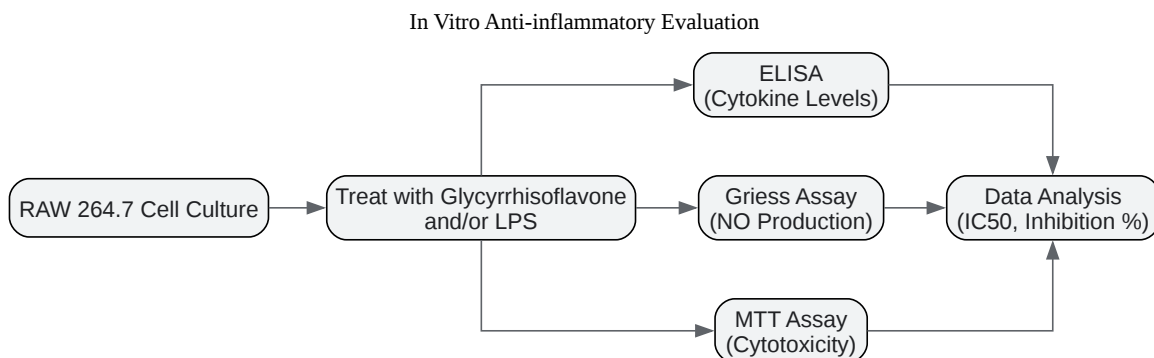 In Vitro Anti-inflammatory Evaluation
RAW 264.7 Cell Culture
Treat with Glycyrrhisoflavone
and/or LPS
ELISA
(Cytokine Levels)
Griess Assay
(NO Production)
MTT Assay
(Cytotoxicity)
Data Analysis
(IC50, Inhibition %)